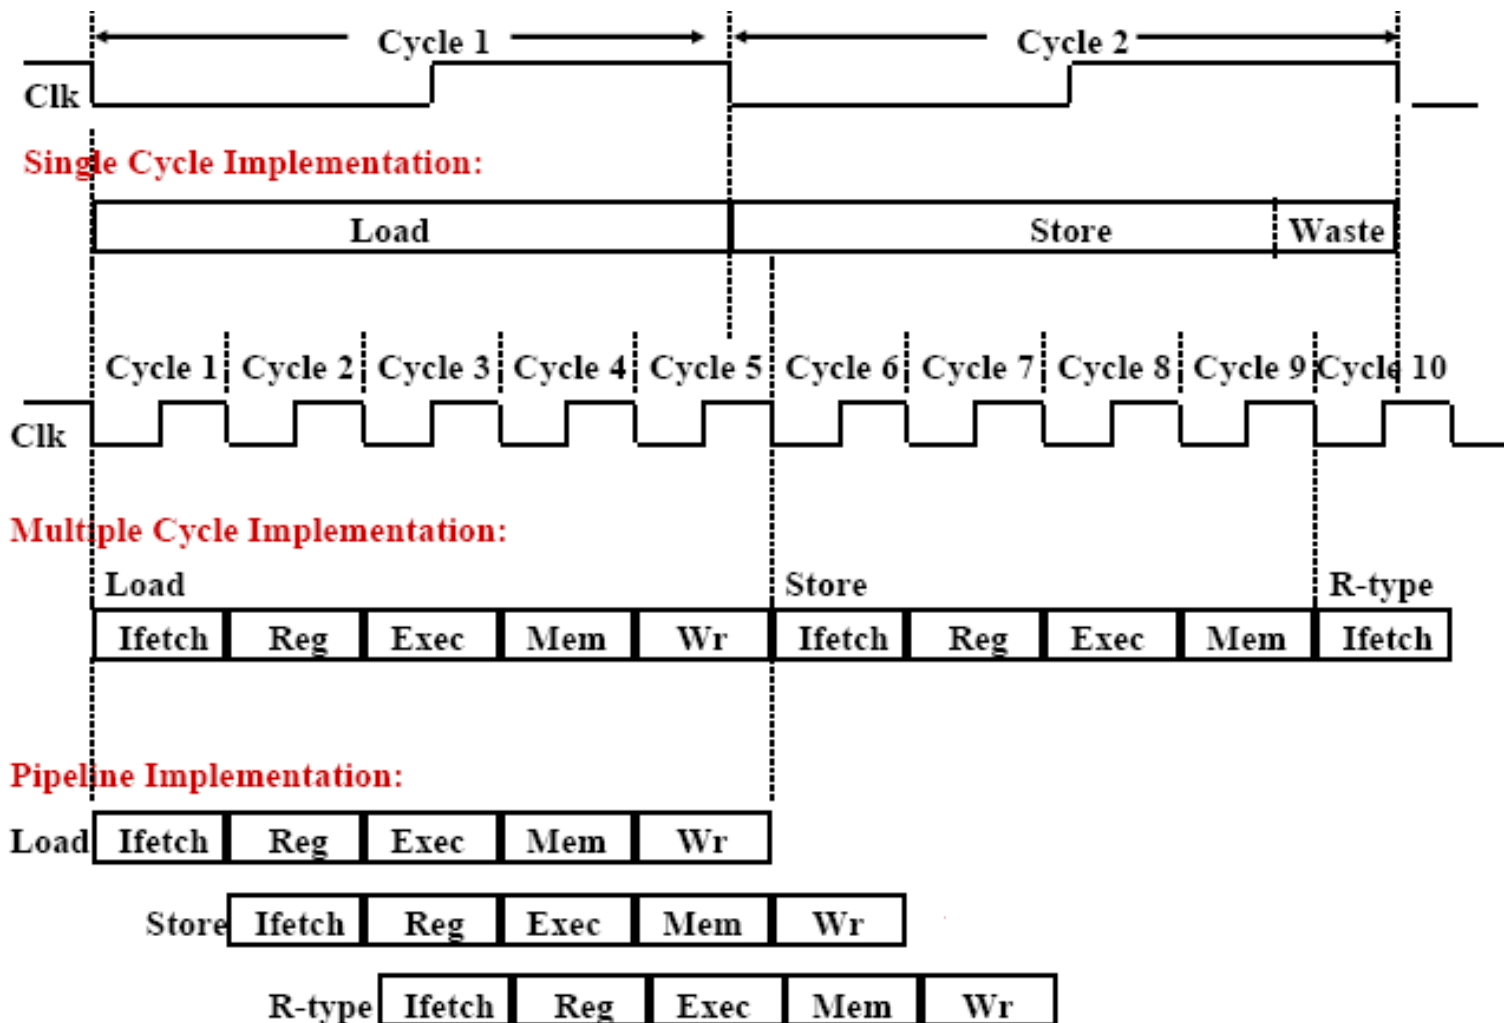 Cycle 1 Cycle 2
Clk
Single Cycle Implementation:
Load Store Waste
Cycle 1 Cycle 2 Cycle 3 Cycle 4 Cycle 5 Cycle 6 Cycle 7 Cycle 8 Cycle 9 Cycle 10
Clk
Multiple Cycle Implementation:
Load Store R-type
Ifetch Reg Exec Mem Wr Ifetch Reg Exec Mem Ifetch
Pipeline Implementation:
Load Ifetch Reg Exec Mem Wr
Store Ifetch Reg Exec Mem Wr
R-type Ifetch Reg Exec Mem Wr